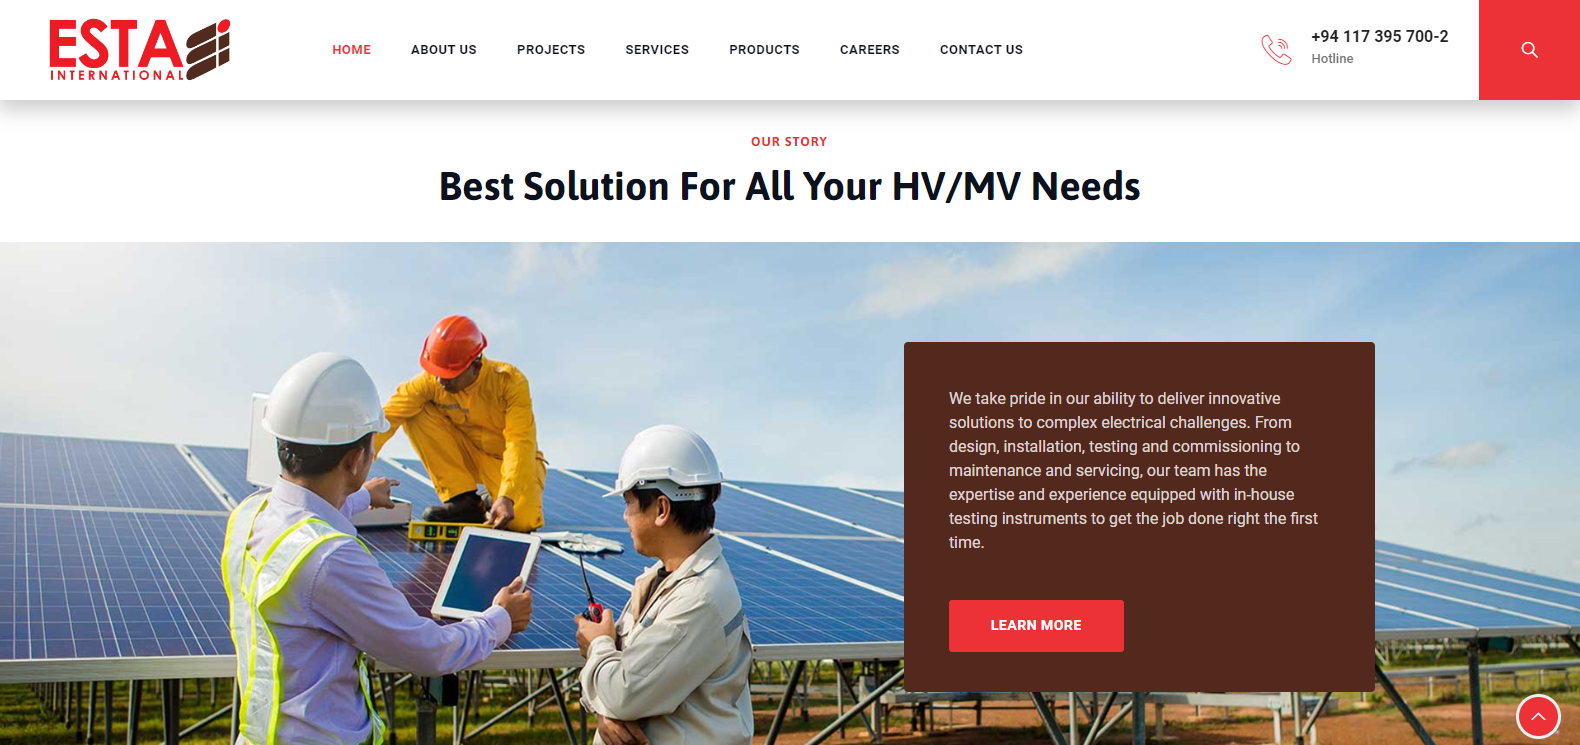 ESTA
INTERNATIONAL
HOME
ABOUT US
PROJECTS
SERVICES
PRODUCTS
CAREERS
CONTACT US
+94 117 395 700-2
Hotline
OUR STORY
Best Solution For All Your HV/MV Needs
We take pride in our ability to deliver innovative
solutions to complex electrical challenges. From
design, installation, testing and commissioning to
maintenance and servicing, our team has the
expertise and experience equipped with in-house
testing instruments to get the job done right the first
time.
LEARN MORE